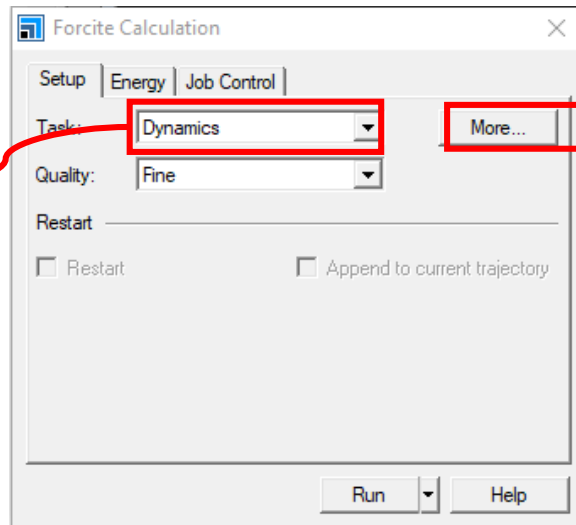 Forcite Calculation
Setup Energy Job Control
Task: Dynamics More...
Quality: Fine
Restart
Restart Append to current trajectory
Run Help